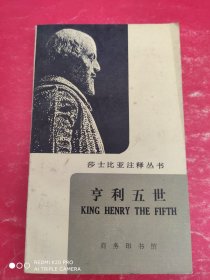 莎士比亚注释丛书
亨利五世
KING HENRY THE FIFTH
商务印书馆
REDMI K20 PRO
AI TRIPLE CAMERA